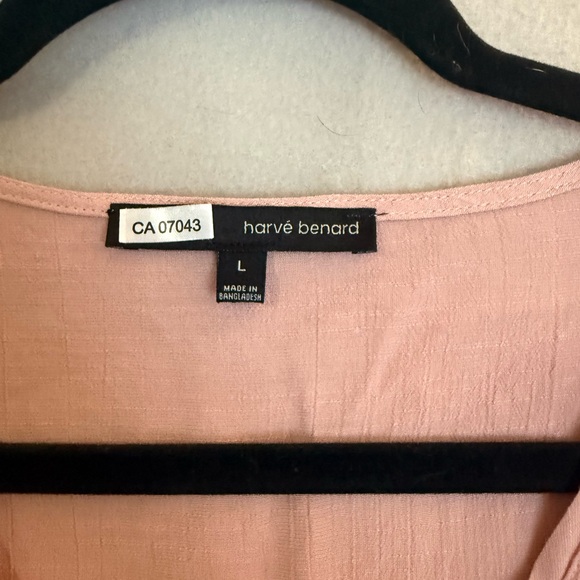 CA 07043
harvé benard
L
MADE IN
BANGLADESH